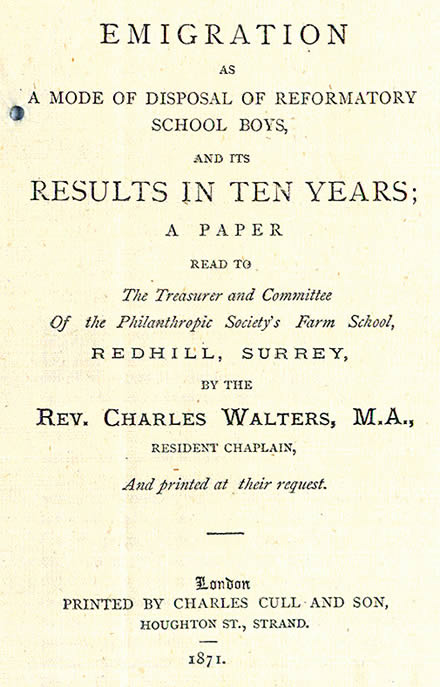 EMIGRATION
AS
A MODE OF DISPOSAL OF REFORMATORY
SCHOOL BOYS,
AND ITS
RESULTS IN TEN YEARS;
A PAPER
READ TO
The Treasurer and Committee
Of the Philanthropic Society's Farm School,
REDHILL, SURREY,
BY THE
REV. CHARLES WALTERS, M.A.,
RESIDENT CHAPLAIN,
And printed at their request.
London
PRINTED BY CHARLES CULL AND SON,
HOUGHTON ST., STRAND.
1871.